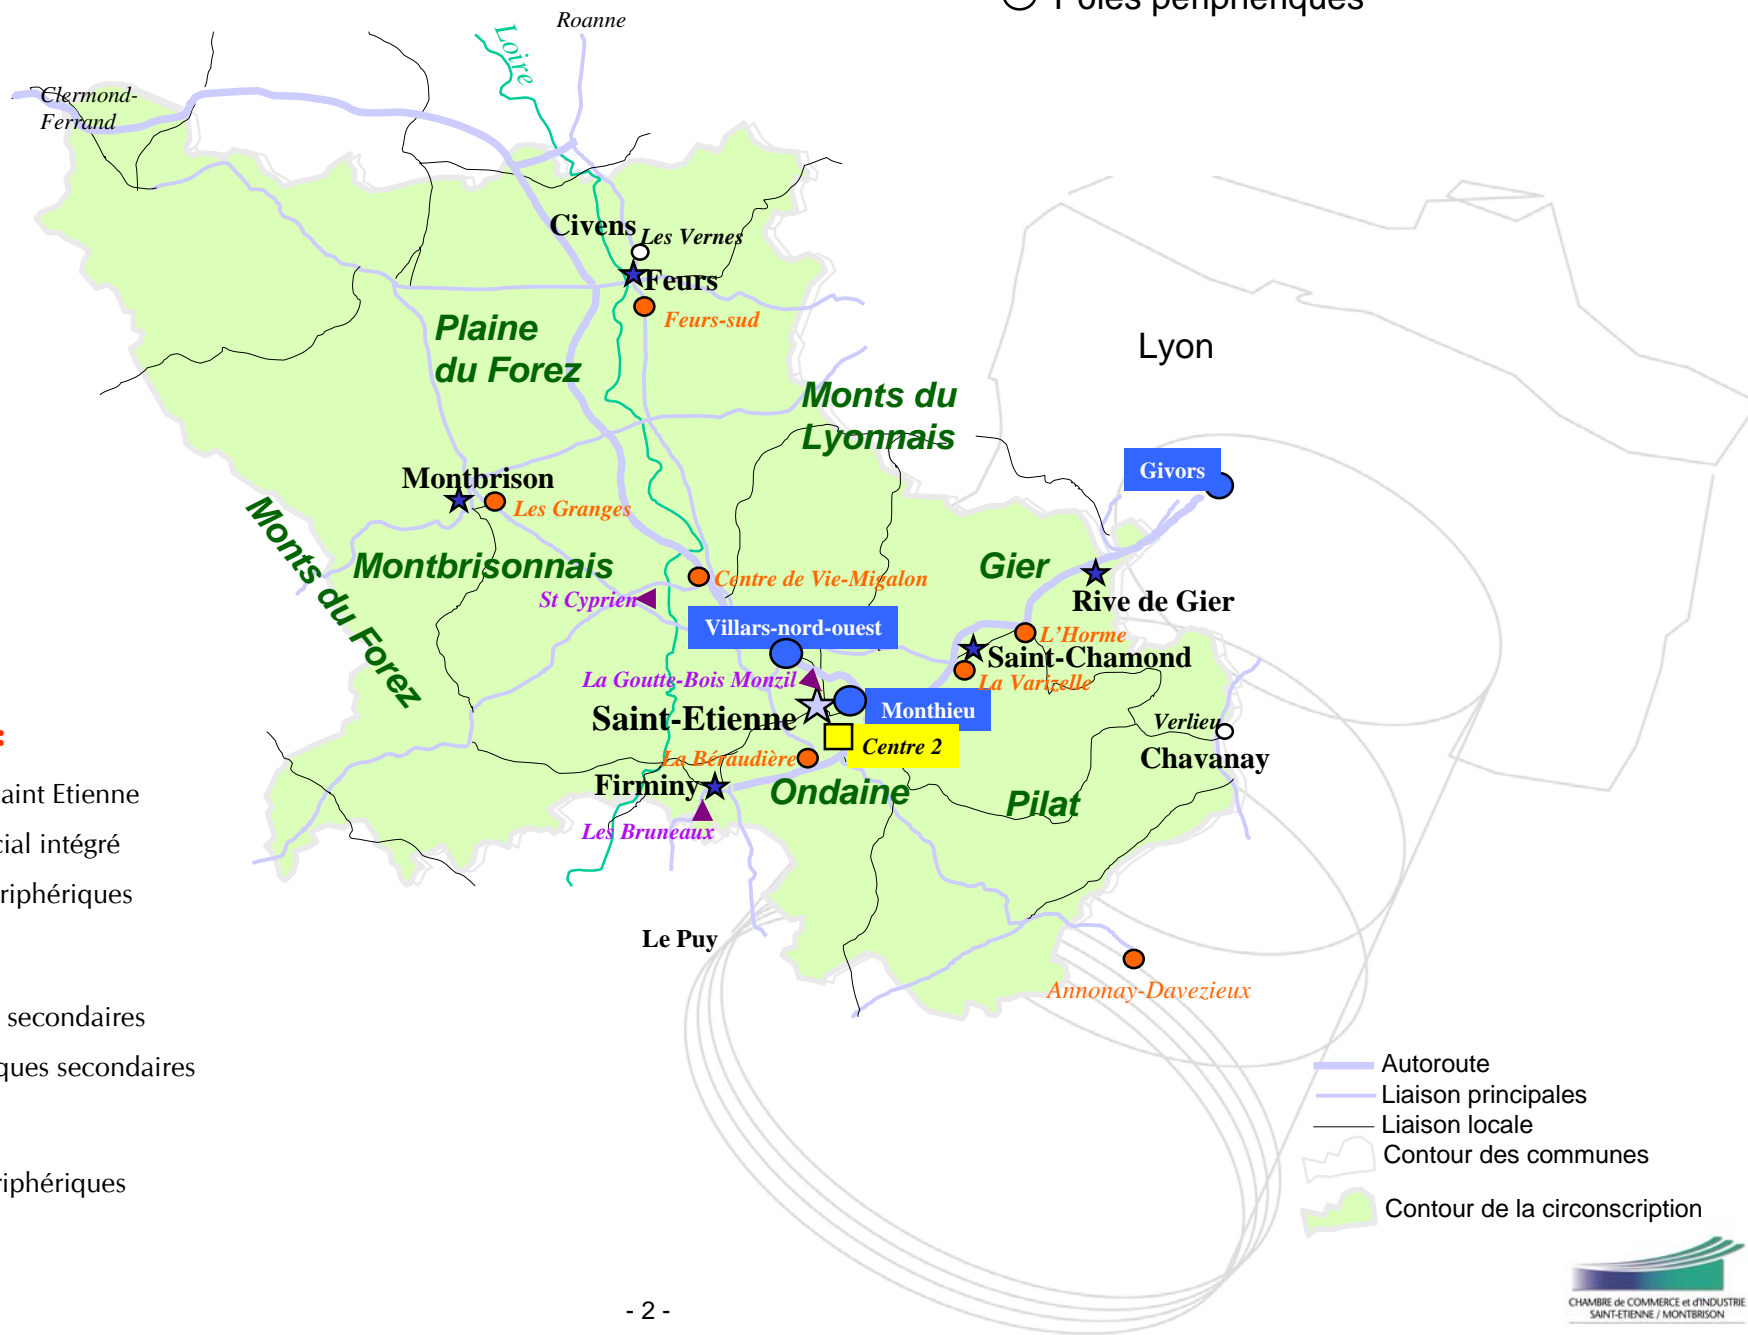 Pôles périphériques
Roanne
Loire
Clermond-
Ferrand
Civens
Les Vernes
Feurs
Feurs-sud
Plaine
du Forez
Lyon
Monts du
Lyonnais
Givors
Montbrison
Les Granges
Monts du Forez
Montbrisonnais
Centre de Vie-Migalon
Gier
St Cyprien
Rive de Gier
Villars-nord-ouest
L'Horme
Saint-Chamond
La Varizelle
La Goutte-Bois Monzil
Saint-Etienne
Monthieu
Verlieu
Chavanay
Centre 2
La Béraudière
Firminy
Ondaine
Pilat
Les Bruneaux
Le Puy
Annonay-Davezieux
:
aint Etienne
cial intégré
riphériques
secondaires
ques secondaires
riphériques
Autoroute
Liaison principales
Liaison locale
Contour des communes
Contour de la circonscription
CHAMBRE de COMMERCE et d'INDUSTRIE
SAINT-ETIENNE / MONTBRISON
- 2 -